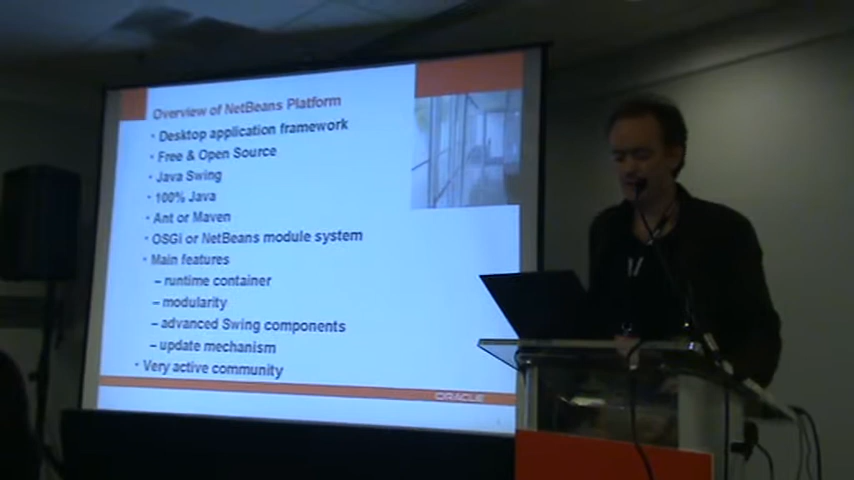 Overview of NetBeans Platform
• Desktop application framework
• Free & Open Source
• Java Swing
• 100% Java
• Ant or Maven
• OSGi or NetBeans module system
• Main features
– runtime container
– modularity
– advanced Swing components
– update mechanism
• Very active community
ORACLE